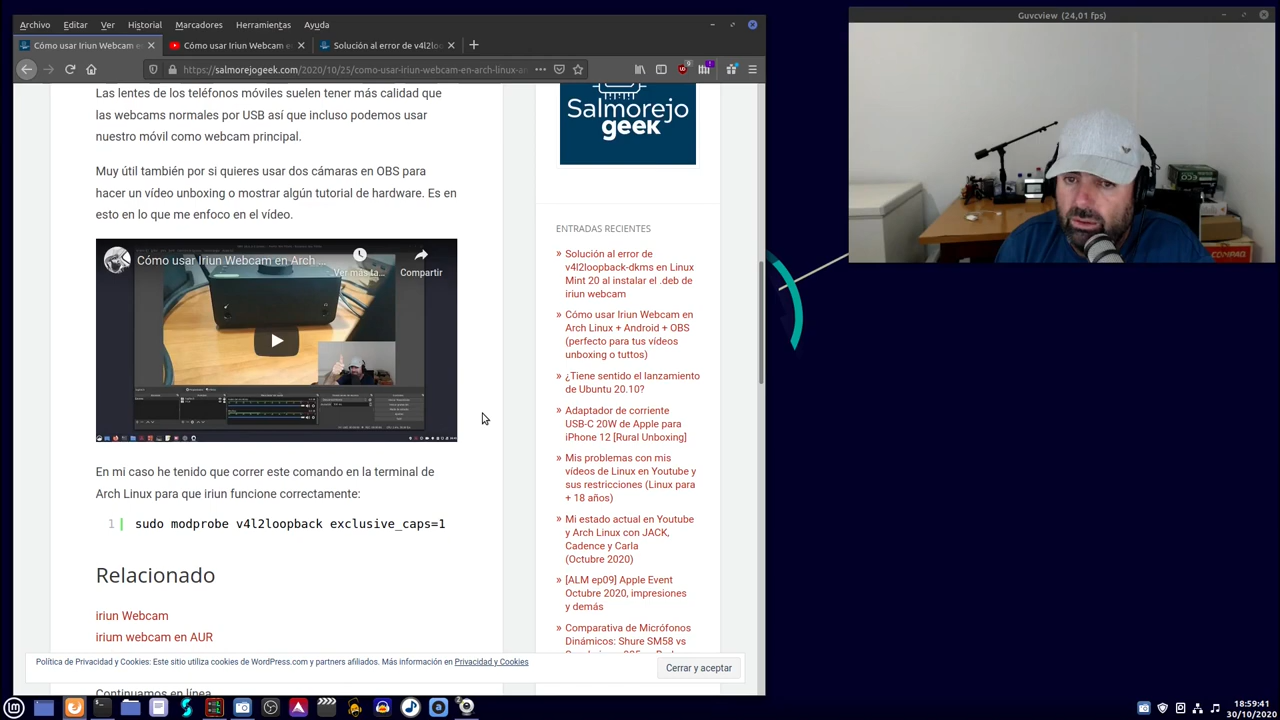 Archivo Editar Ver Historial Marcadores Herramientas Ayuda
Guvcview (24,01 fps)
Cómo usar Iriun Webcam en
Cómo usar Iriun Webcam en
Solución al error de v4l2loo
https://salmorejogeek.com/2020/10/25/como-usar-iriun-webcam-en-arch-linux-an
Las lentes de los teléfonos móviles suelen tener más calidad que
las webcams normales por USB así que incluso podemos usar
nuestro móvil como webcam principal.
Muy útil también por si quieres usar dos cámaras en OBS para
hacer un vídeo unboxing o mostrar algún tutorial de hardware. Es en
esto en lo que me enfoco en el vídeo.
Cómo usar Iriun Webcam en Arch ...
Ver más ta...
Compartir
En mi caso he tenido que correr este comando en la terminal de
Arch Linux para que iriun funcione correctamente:
1 sudo modprobe v4l2loopback exclusive_caps=1
Relacionado
iriun Webcam
irium webcam en AUR
Continuamos en línea
Salmorejo
geek
ENTRADAS RECIENTES
» Solución al error de
v4l2loopback-dkms en Linux
Mint 20 al instalar el .deb de
iriun webcam
» Cómo usar Iriun Webcam en
Arch Linux + Android + OBS
(perfecto para tus vídeos
unboxing o tuttos)
» ¿Tiene sentido el lanzamiento
de Ubuntu 20.10?
» Adaptador de corriente
USB-C 20W de Apple para
iPhone 12 [Rural Unboxing]
» Mis problemas con mis
vídeos de Linux en Youtube y
sus restricciones (Linux para
+ 18 años)
» Mi estado actual en Youtube
y Arch Linux con JACK,
Cadence y Carla
(Octubre 2020)
» [ALM ep09] Apple Event
Octubre 2020, impresiones
y demás
» Comparativa de Micrófonos
Dinámicos: Shure SM58 vs
Política de Privacidad y Cookies: Este sitio utiliza cookies de WordPress.com y partners afiliados. Más información en Privacidad y Cookies
Cerrar y aceptar
COMPAQ
18:59:41
30/10/2020